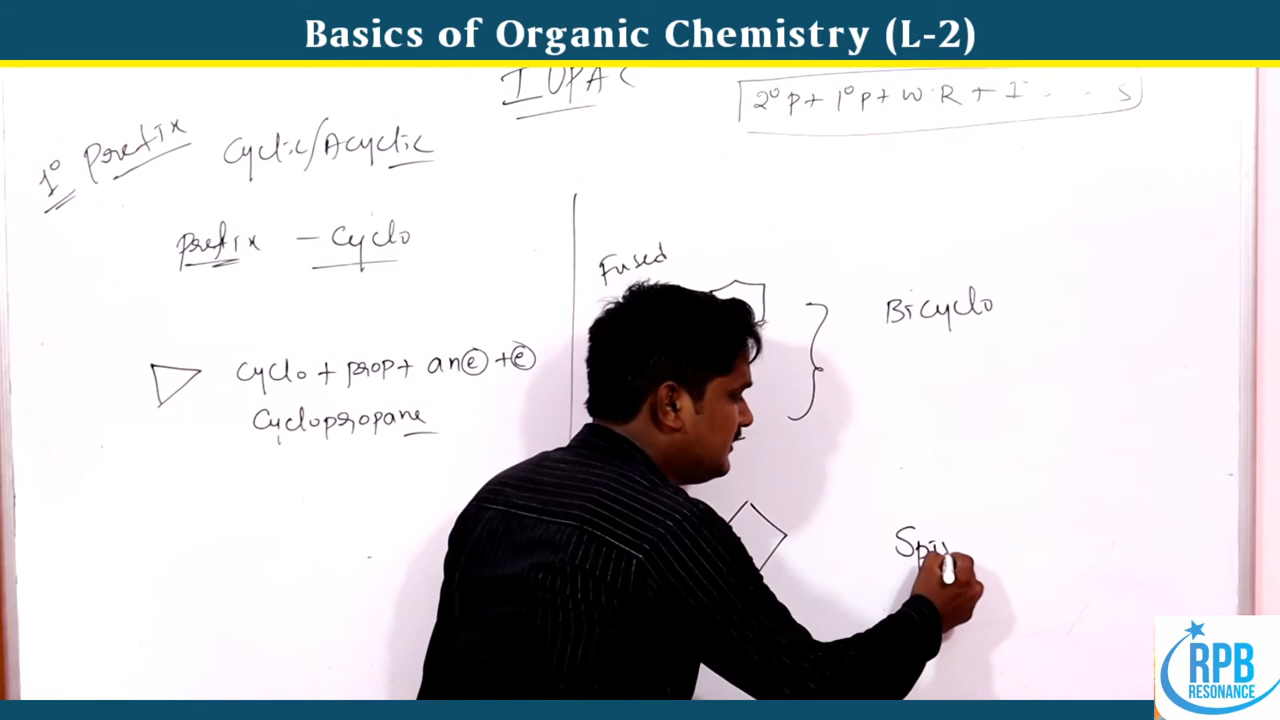 Basics of Organic Chemistry (L-2)
IUPAC
2° P + 1° P + W.R + 1° S
1° Prefix Cyclic/Acyclic
Prefix - Cyclo
Fused
Bicyclo
Cyclo + prop + ane + e
Cyclopropane
Spi
RPB
RESONANCE